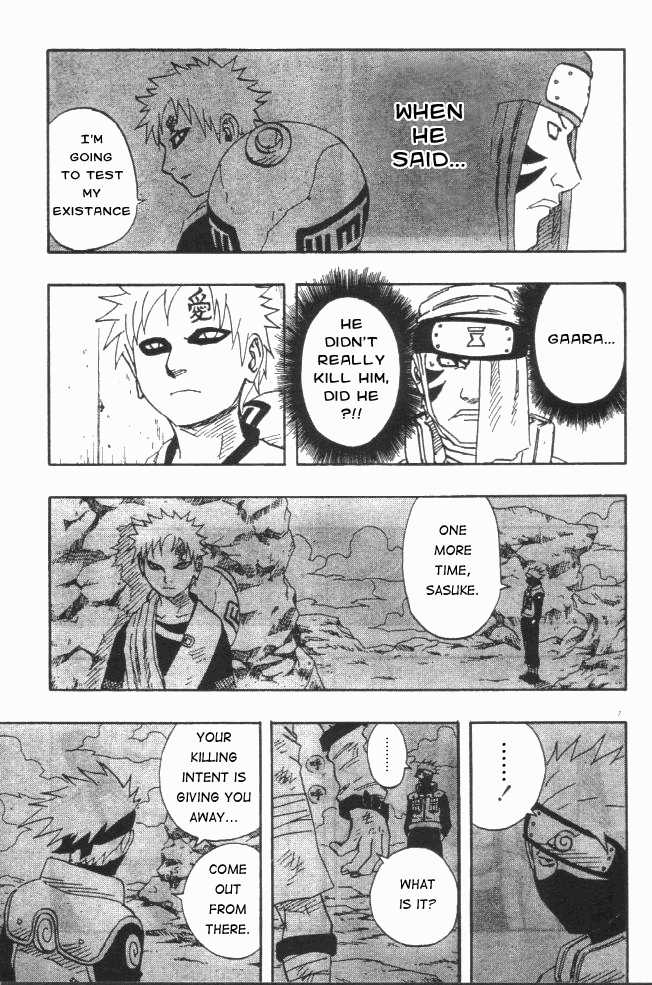 WHEN
HE
SAID...
I'M
GOING
TO TEST
MY
EXISTANCE
GAARA...
HE
DIDN'T
REALLY
KILL HIM,
DID HE
?!!
愛
ONE
MORE
TIME,
SASUKE.
......!
......
WHAT
IS IT?
YOUR
KILLING
INTENT IS
GIVING YOU
AWAY...
COME
OUT
FROM
THERE.